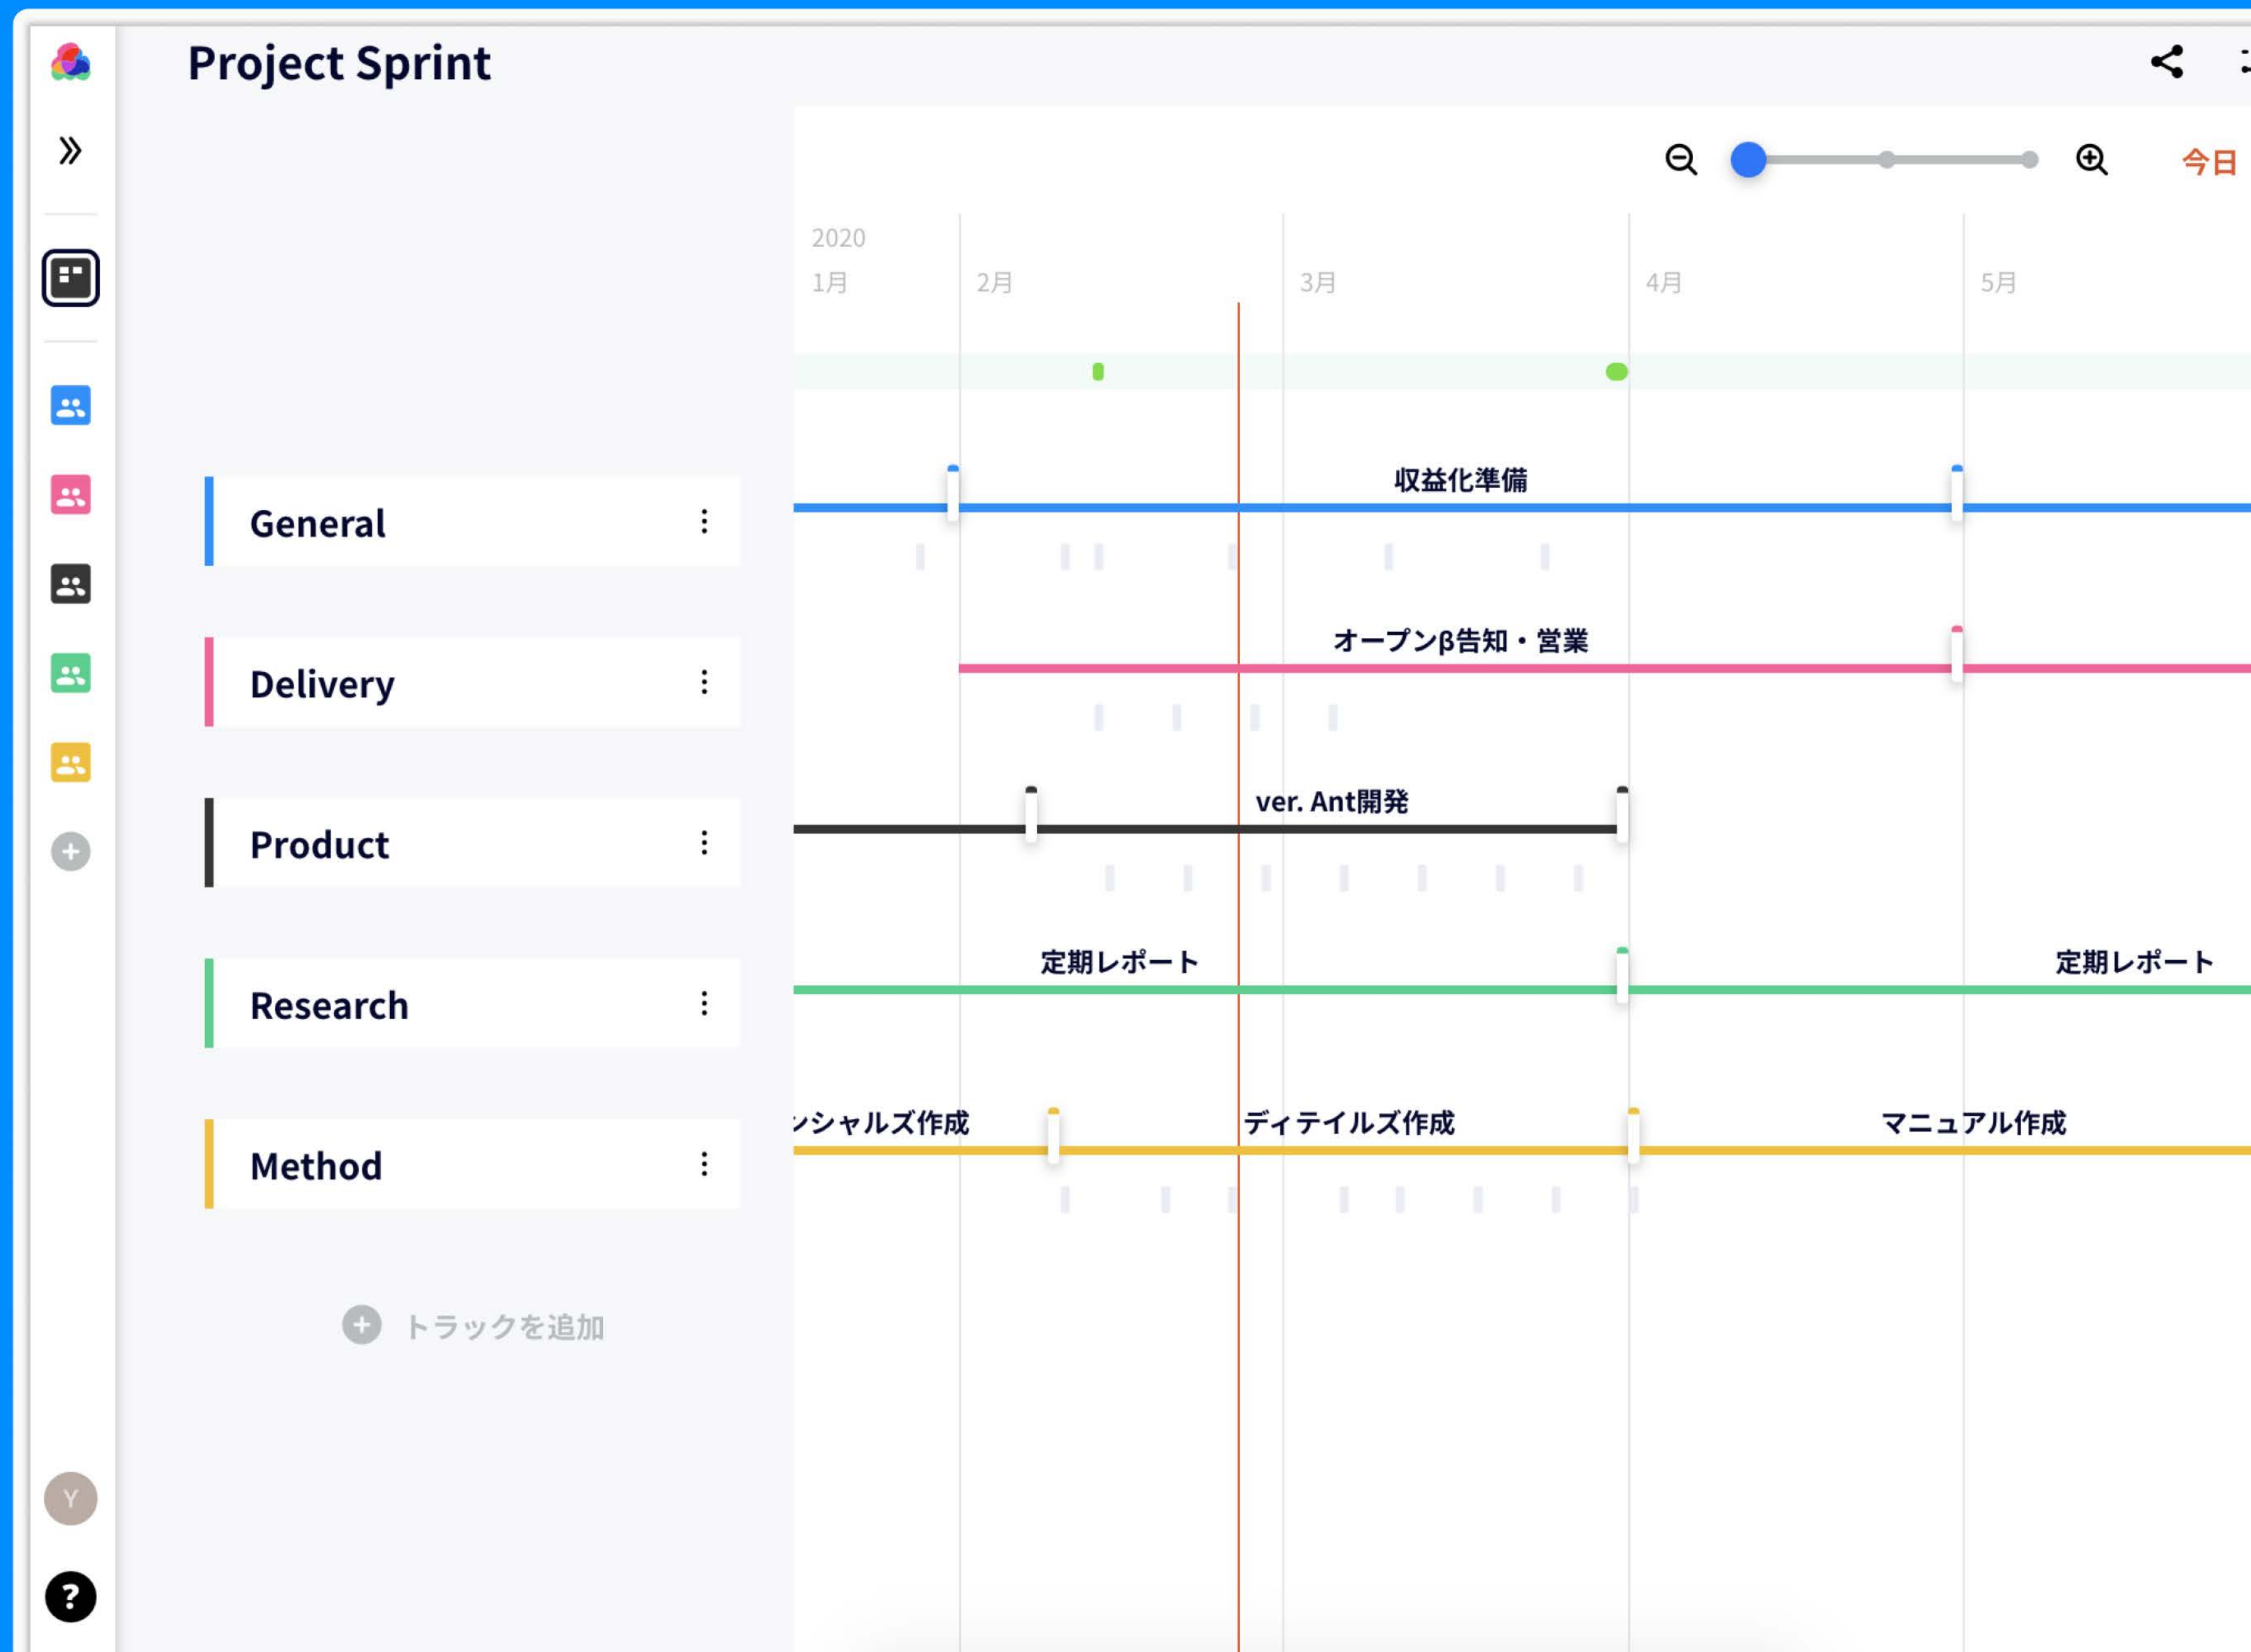 Project Sprint
今日
2020
1月 2月 3月 4月 5月
General
収益化準備
Delivery
オープンβ告知・営業
Product
ver. Ant開発
Research
定期レポート 定期レポート
Method
ンシャルズ作成 ディテイルズ作成 マニュアル作成
トラックを追加
Y
?